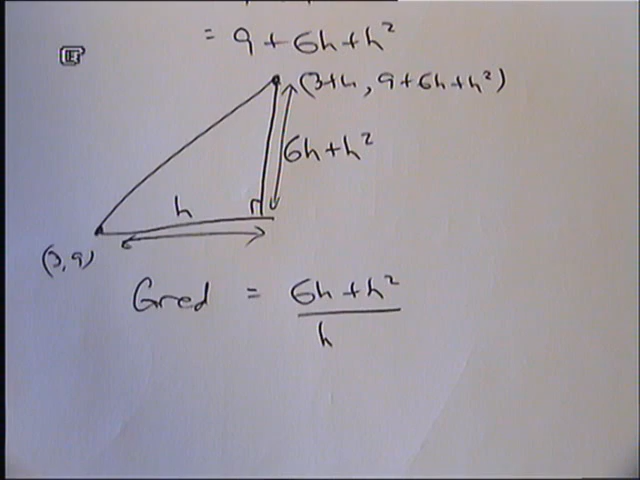 = 9 + 6h + h²
(3+h, 9+6h+h²)
6h + h²
h
(3,9)
Grad = 6h + h²
h